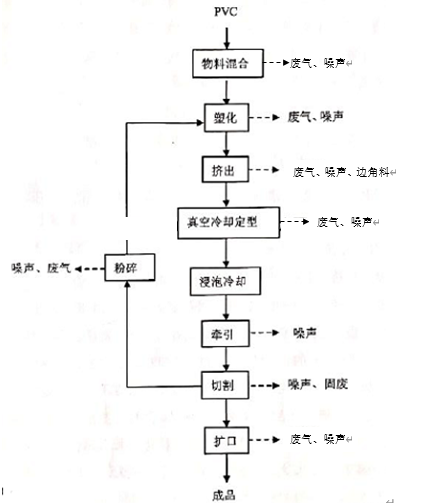 PVC
物料混合
废气、噪声
塑化
废气、噪声
挤出
废气、噪声、边角料
真空冷却定型
废气、噪声
噪声、废气
粉碎
浸泡冷却
牵引
噪声
切割
噪声、固废
扩口
废气、噪声
成品